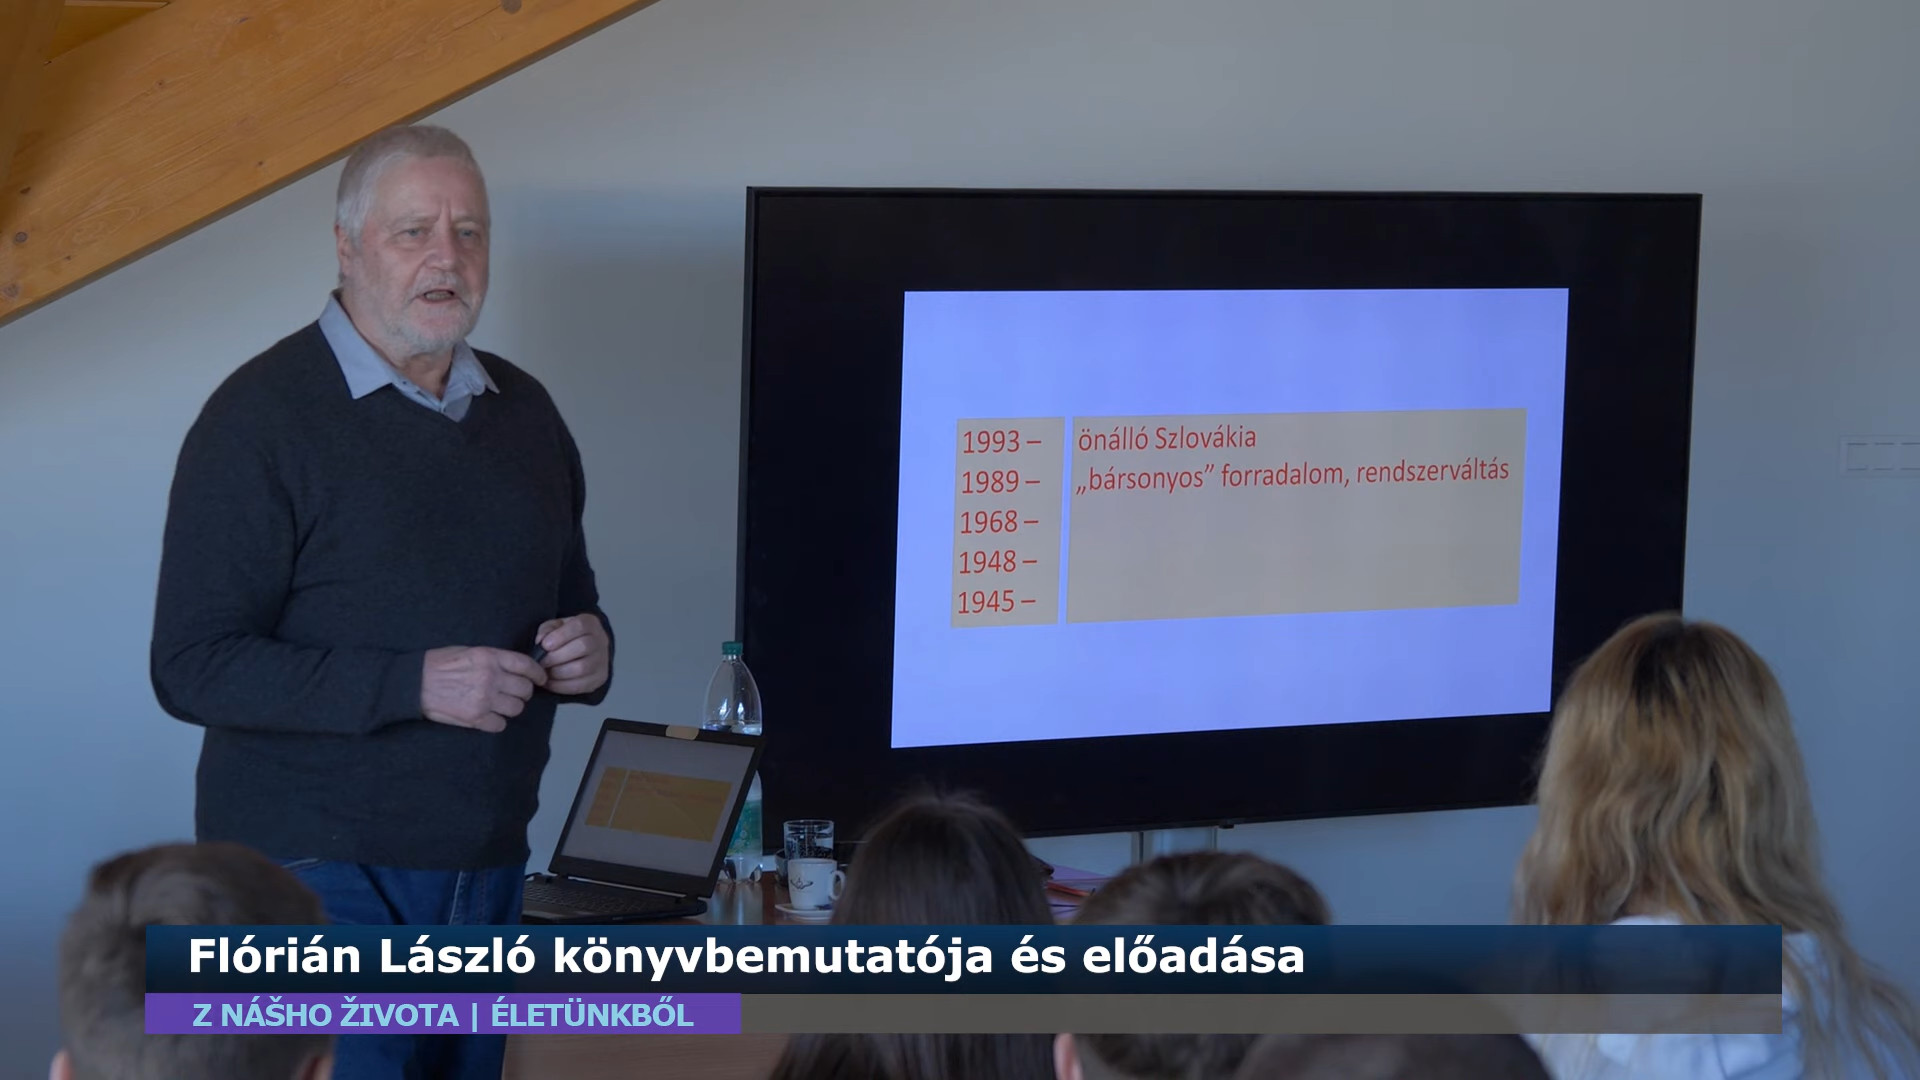 1993 – önálló Szlovákia
1989 – „bársonyos” forradalom, rendszerváltás
1968 –
1948 –
1945 –
Flórián László könyvbemutatója és előadása
Z NÁŠHO ŽIVOTA | ÉLETÜNKBŐL